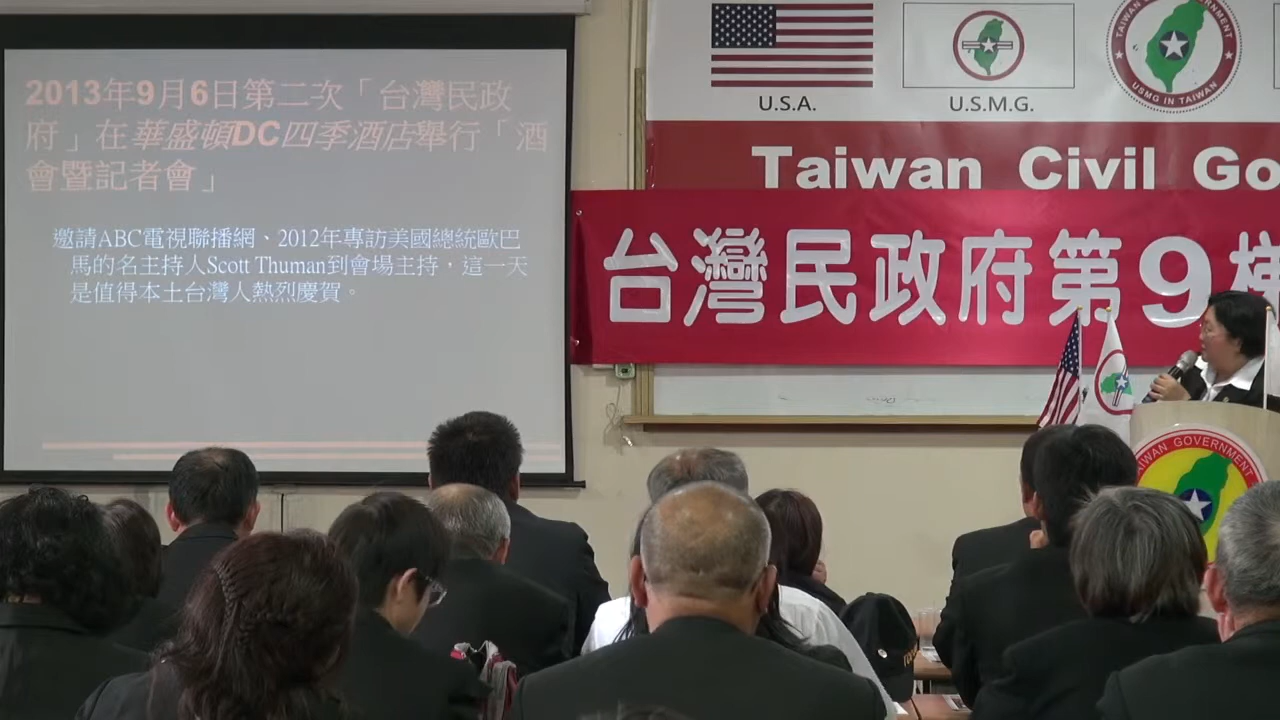 2013年9月6日第二次「台灣民政
府」在華盛頓DC四季酒店舉行「酒
會暨記者會」
邀請ABC電視聯播網、2012年專訪美國總統歐巴
馬的名主持人Scott Thuman到會場主持，這一天
是值得本土台灣人熱烈慶賀。
U.S.A.
U.S.M.G.
TAIWAN GOVERNMENT
USMG IN TAIWAN
Taiwan Civil Go
台灣民政府第9棟
TAIWAN GOVERNMENT